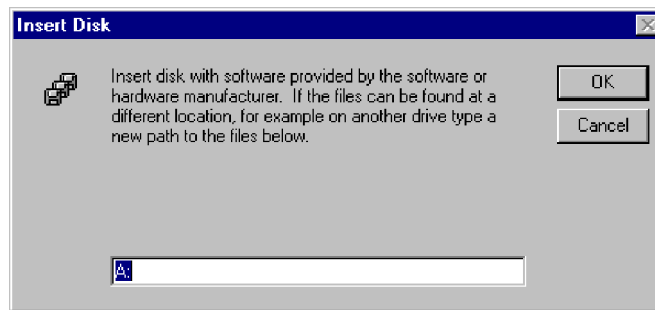 Insert Disk
Insert disk with software provided by the software or
hardware manufacturer.  If the files can be found at a
different location, for example on another drive type a
new path to the files below.
OK
Cancel
A: